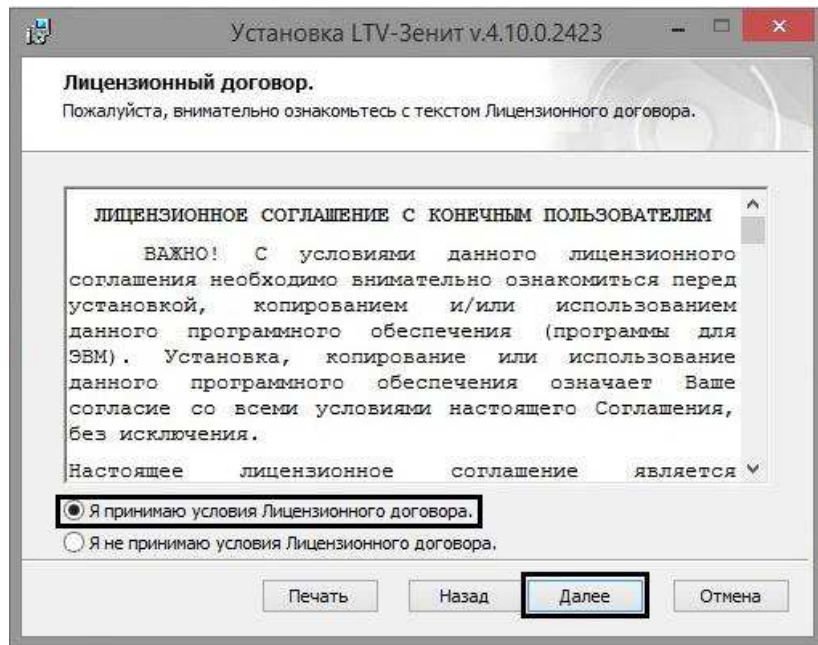 Установка LTV-Зенит v.4.10.0.2423
Лицензионный договор.
Пожалуйста, внимательно ознакомьтесь с текстом Лицензионного договора.
ЛИЦЕНЗИОННОЕ СОГЛАШЕНИЕ С КОНЕЧНЫМ ПОЛЬЗОВАТЕЛЕМ
ВАЖНО! С условиями данного лицензионного
соглашения необходимо внимательно ознакомиться перед
установкой, копированием и/или использованием
данного программного обеспечения (программы для
ЭВМ). Установка, копирование или использование
данного программного обеспечения означает Ваше
согласие со всеми условиями настоящего Соглашения,
без исключения.
Настоящее лицензионное соглашение является
Я принимаю условия Лицензионного договора.
Я не принимаю условия Лицензионного договора.
Печать Назад Далее Отмена